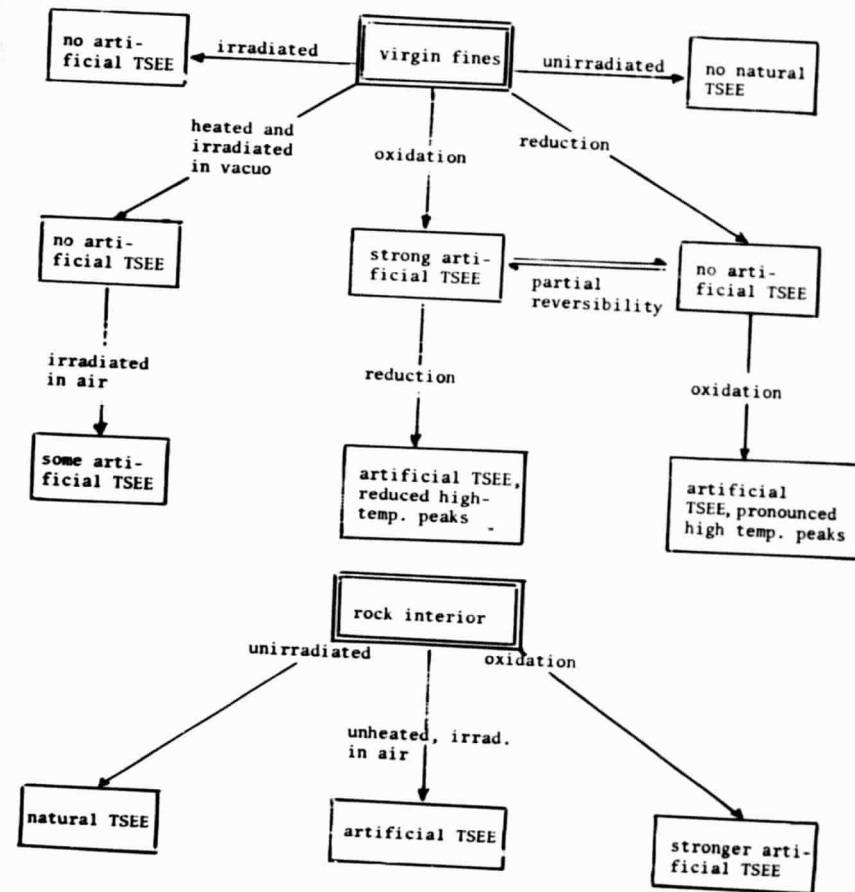 no arti-
ficial TSEE
irradiated
virgin fines
unirradiated
no natural
TSEE
heated and
irradiated
in vacuo
oxidation
reduction
no arti-
ficial TSEE
strong arti-
ficial TSEE
partial
reversibility
no arti-
ficial TSEE
irradiated
in air
reduction
oxidation
some arti-
ficial TSEE
artificial TSEE,
reduced high-
temp. peaks
artificial
TSEE, pronounced
high temp. peaks
rock interior
unirradiated
oxidation
unheated, irrad.
in air
natural TSEE
artificial TSEE
stronger arti-
ficial TSEE